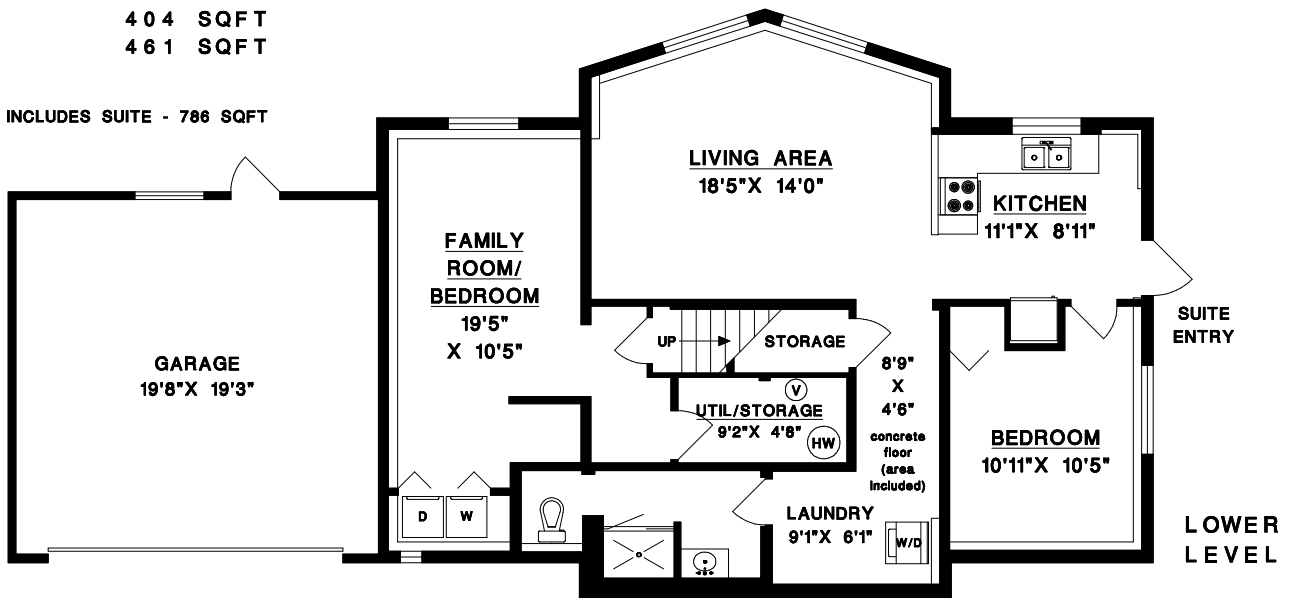 404 SQFT
461 SQFT
INCLUDES SUITE - 786 SQFT
LIVING AREA
18'5"X 14'0"
KITCHEN
11'1"X 8'11"
FAMILY
ROOM/
BEDROOM
19'5"
X 10'5"
SUITE
ENTRY
UP
STORAGE
GARAGE
19'8"X 19'3"
8'9"
X
4'6"
V
UTIL/STORAGE
9'2"X 4'8"
HW
concrete
floor
(area
included)
BEDROOM
10'11"X 10'5"
D
W
LAUNDRY
9'1"X 6'1"
W/D
LOWER
LEVEL